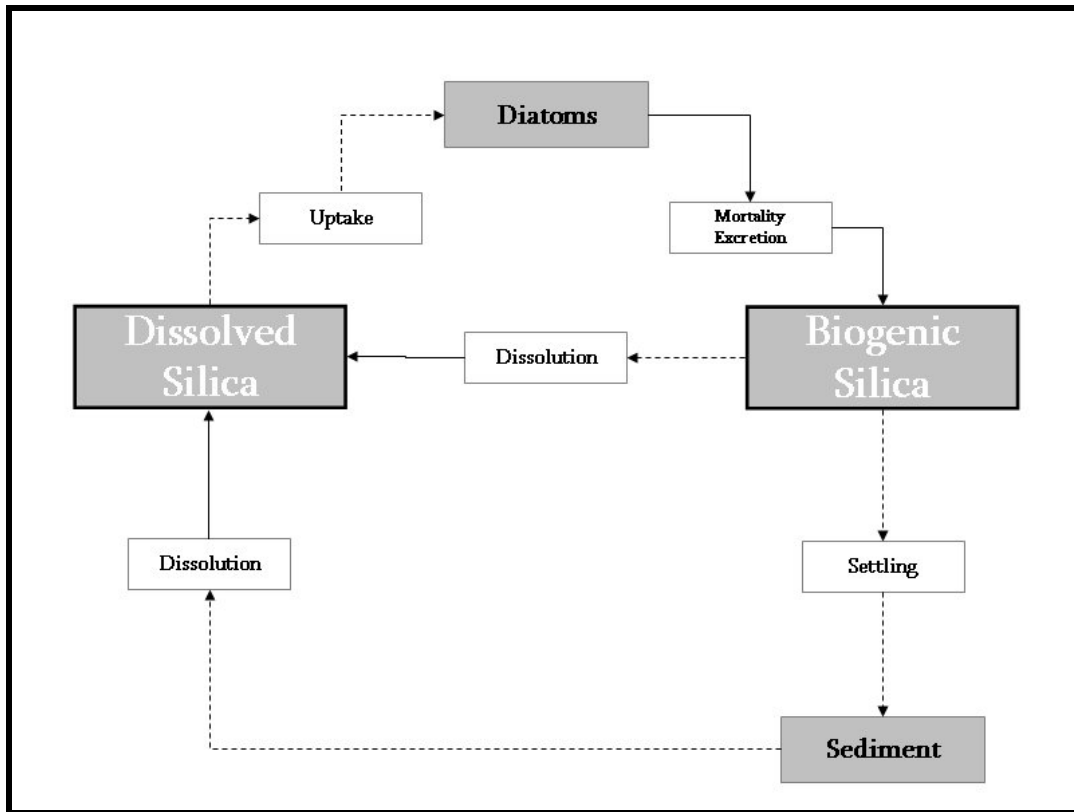 Diatoms
Uptake
Mortality
Excretion
Dissolved
Silica
Dissolution
Biogenic
Silica
Dissolution
Settling
Sediment